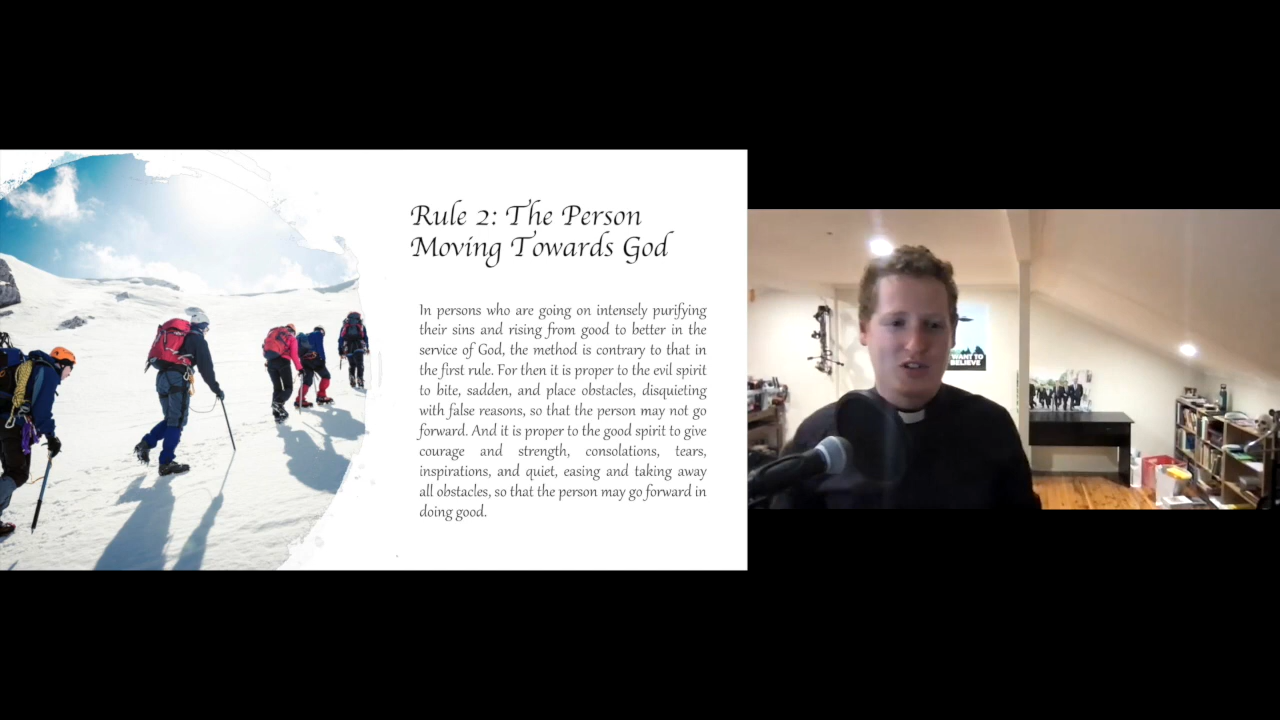 Rule 2: The Person
Moving Towards God
In persons who are going on intensely purifying
their sins and rising from good to better in the
service of God, the method is contrary to that in
the first rule. For then it is proper to the evil spirit
to bite, sadden, and place obstacles, disquieting
with false reasons, so that the person may not go
forward. And it is proper to the good spirit to give
courage and strength, consolations, tears,
inspirations, and quiet, easing and taking away
all obstacles, so that the person may go forward in
doing good.
WANT TO
BELIEVE